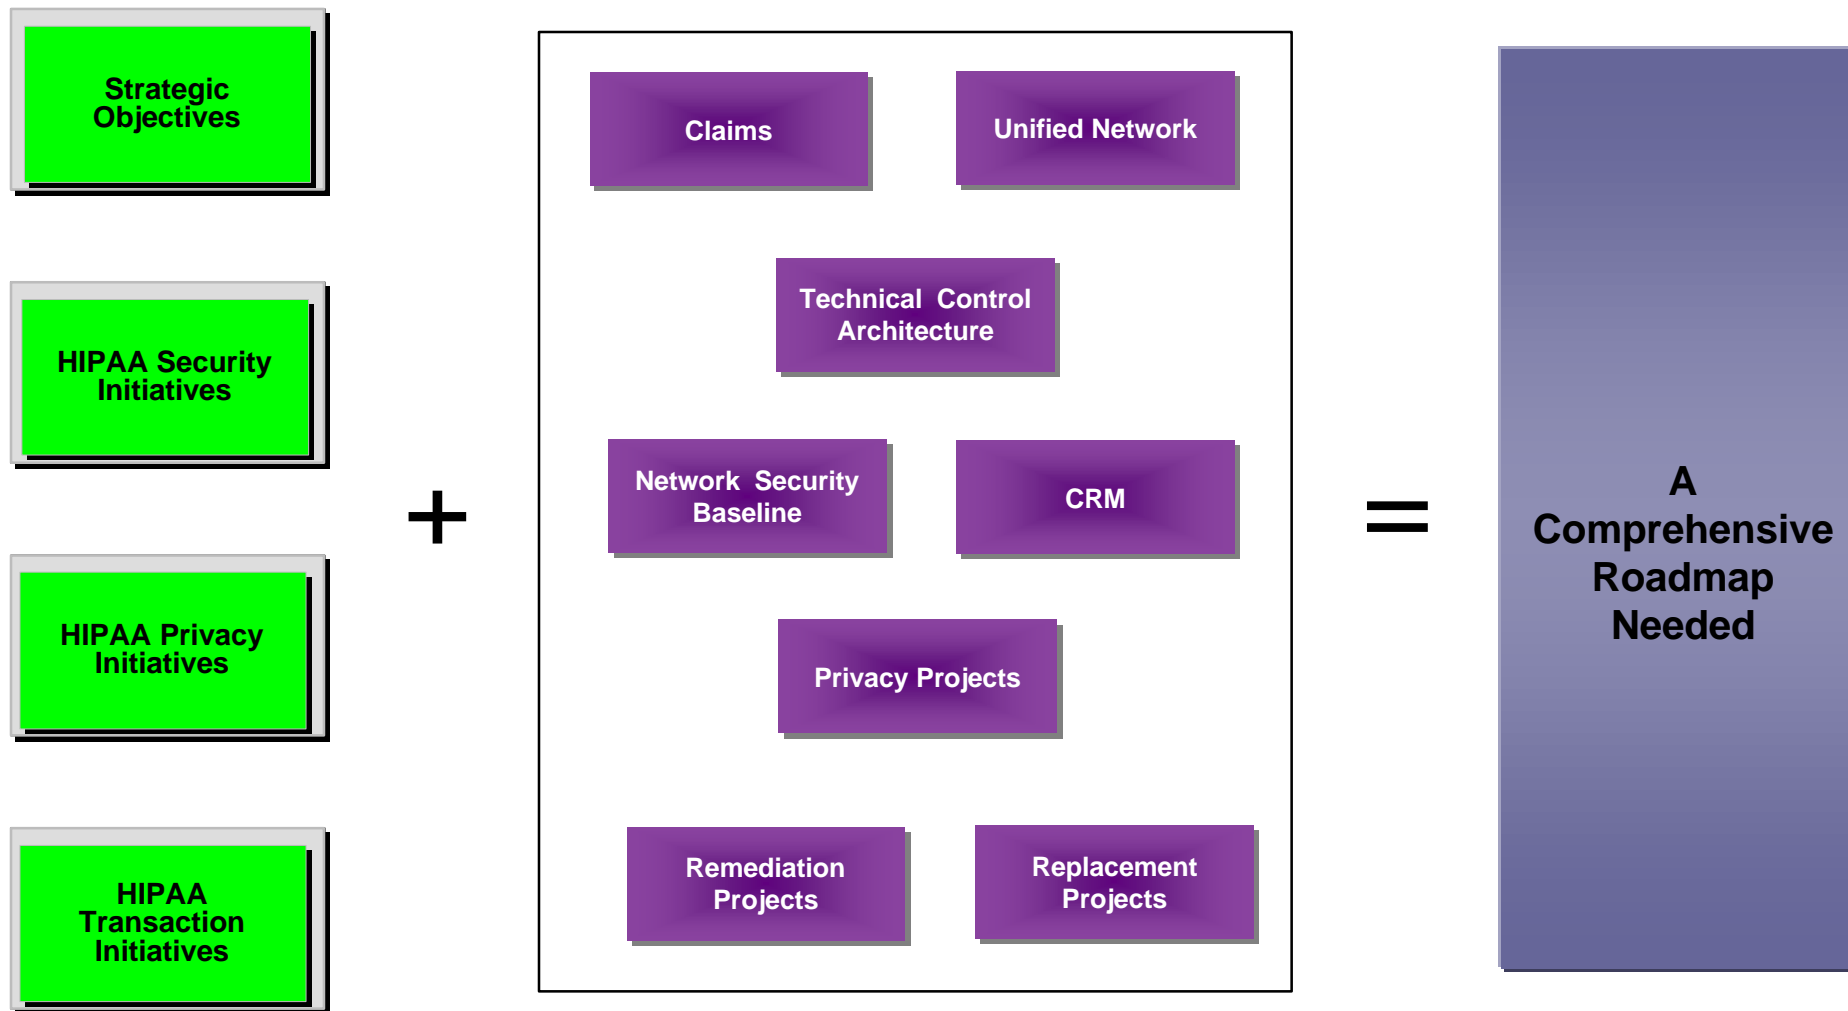 Strategic
Objectives
HIPAA Security
Initiatives
HIPAA Privacy
Initiatives
HIPAA
Transaction
Initiatives
+
Claims
Unified Network
Technical Control
Architecture
Network Security
Baseline
CRM
Privacy Projects
Remediation
Projects
Replacement
Projects
=
A
Comprehensive
Roadmap
Needed